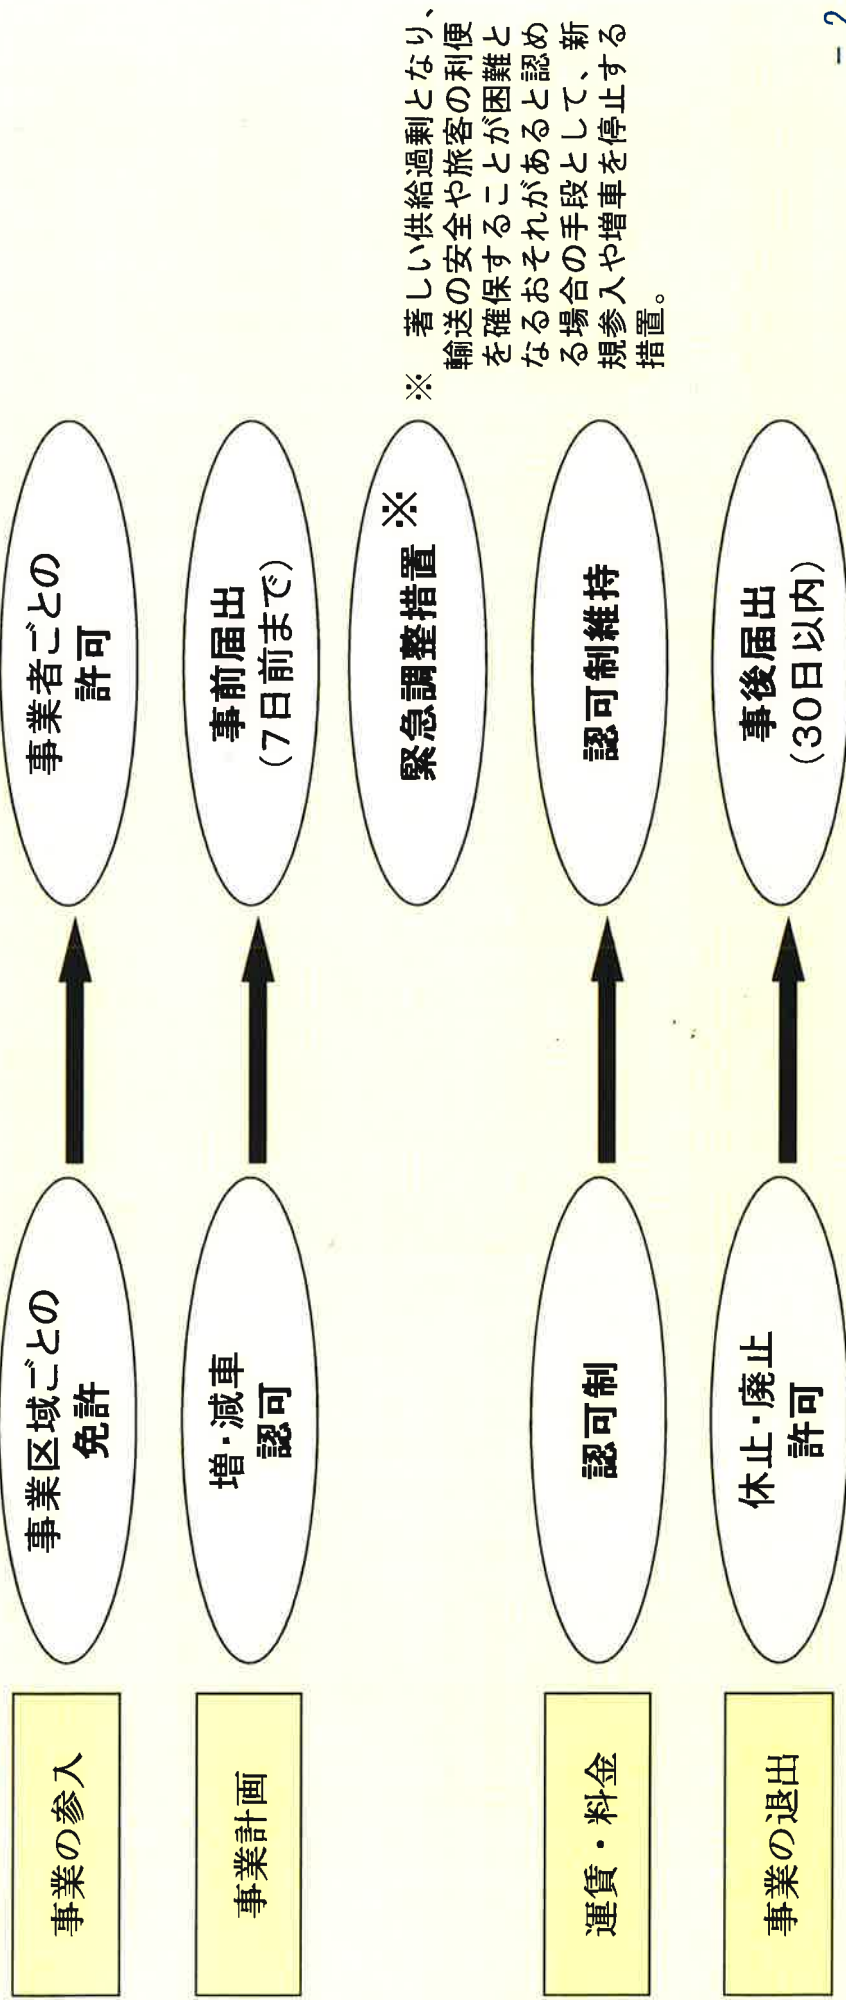 事業の参入
事業区域ごとの
免許
事業者ごとの
許可
事業計画
増・減車
認可
事前届出
(7日前まで)
緊急調整措置※
※　著しい供給過剰となり、
輸送の安全や旅客の利便
を確保することが困難と
なるおそれがあると認め
る場合の手段として、新
規参入や増車を停止する
措置。
運賃・料金
認可制
認可制維持
事業の退出
休止・廃止
許可
事後届出
(30日以内)
- 2